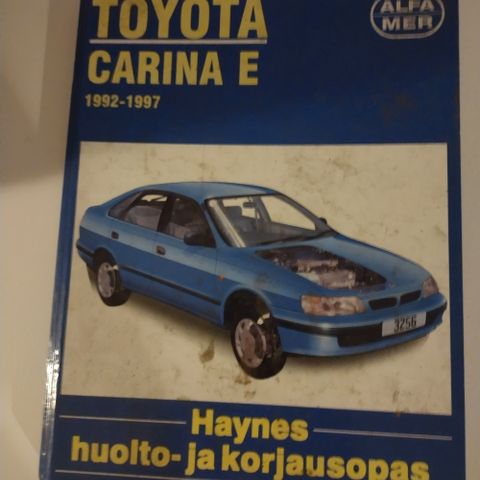 TOYOTA
CARINA E
1992-1997
ALFA
MER
3256
Haynes
huolto- ja korjausopas